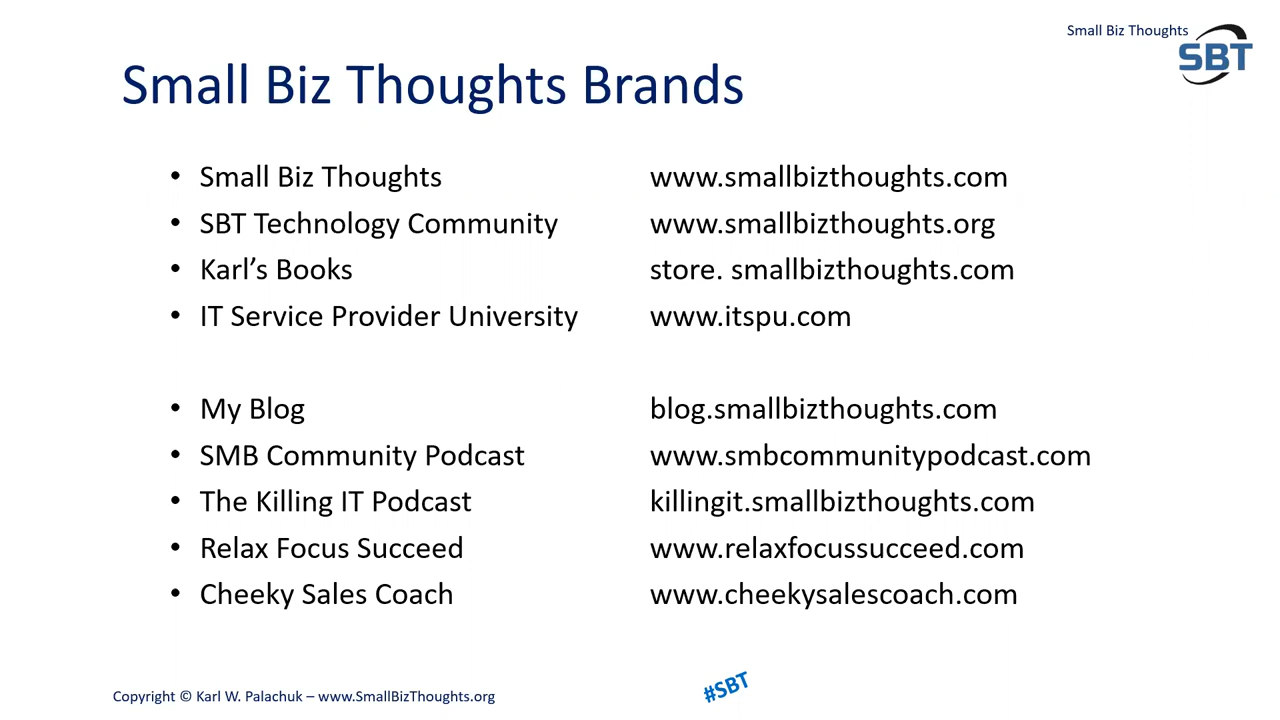 Small Biz Thoughts
SBT
Small Biz Thoughts Brands
• Small Biz Thoughts www.smallbizthoughts.com
• SBT Technology Community www.smallbizthoughts.org
• Karl’s Books store. smallbizthoughts.com
• IT Service Provider University www.itspu.com
• My Blog blog.smallbizthoughts.com
• SMB Community Podcast www.smbcommunitypodcast.com
• The Killing IT Podcast killingit.smallbizthoughts.com
• Relax Focus Succeed www.relaxfocussucceed.com
• Cheeky Sales Coach www.cheekysalescoach.com
Copyright © Karl W. Palachuk – www.SmallBizThoughts.org
#SBT